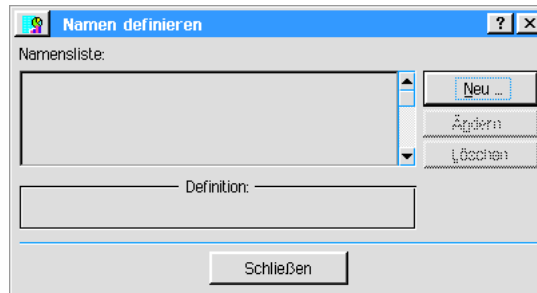 Namen definieren ? ×
Namensliste:
Neu ...
Ändern
Löschen
Definition:
Schließen